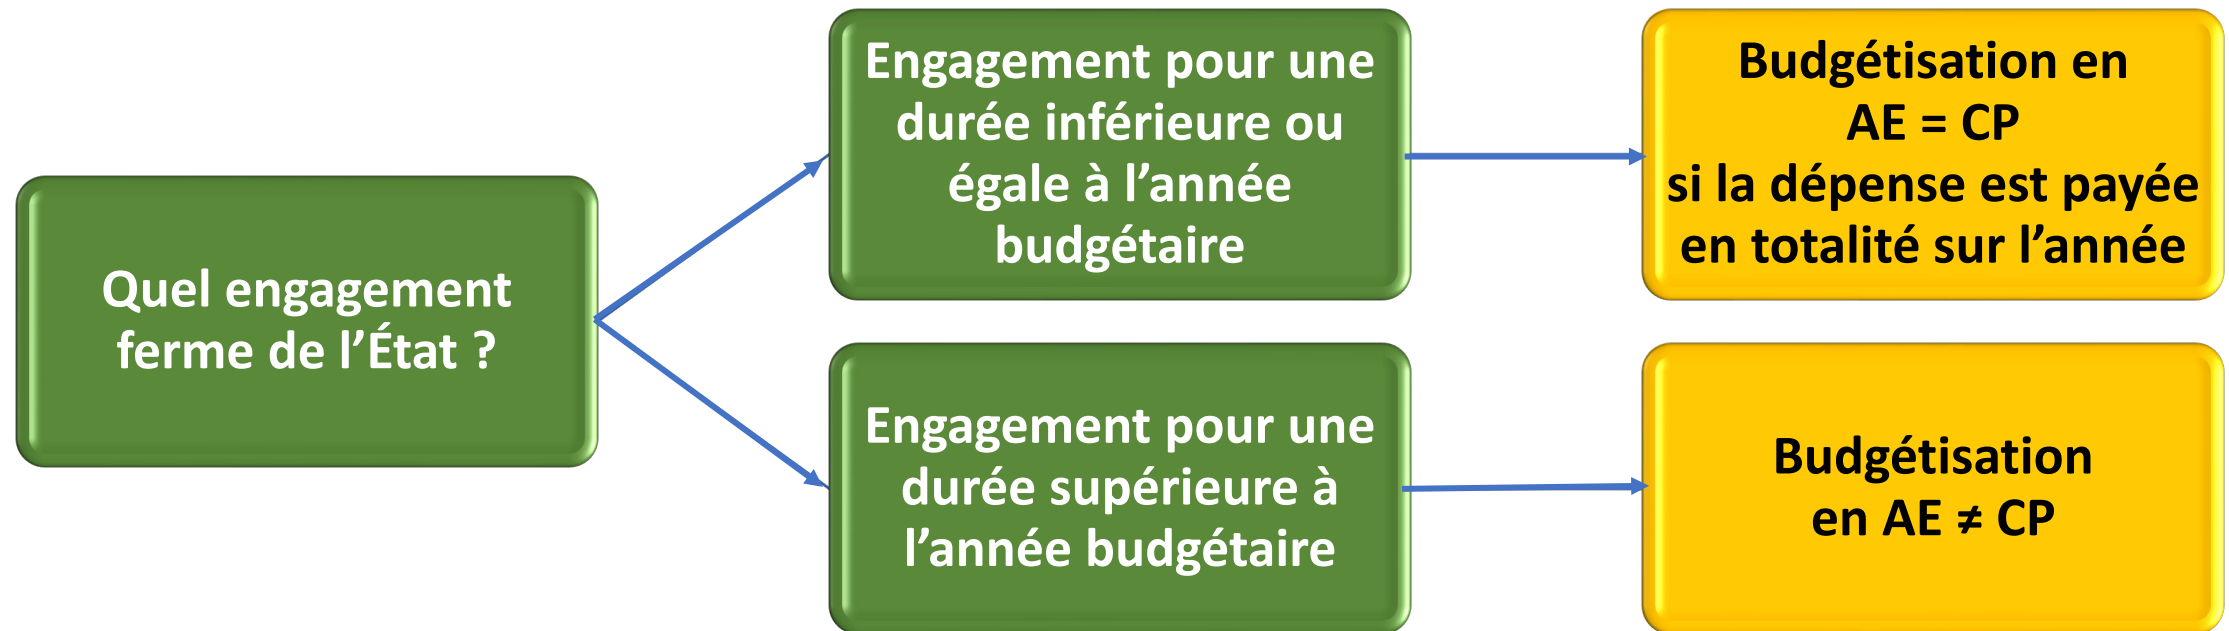 Quel engagement
ferme de l’État ?
Engagement pour une
durée inférieure ou
égale à l’année
budgétaire
Budgétisation en
AE = CP
si la dépense est payée
en totalité sur l’année
Engagement pour une
durée supérieure à
l’année budgétaire
Budgétisation
en AE ≠ CP